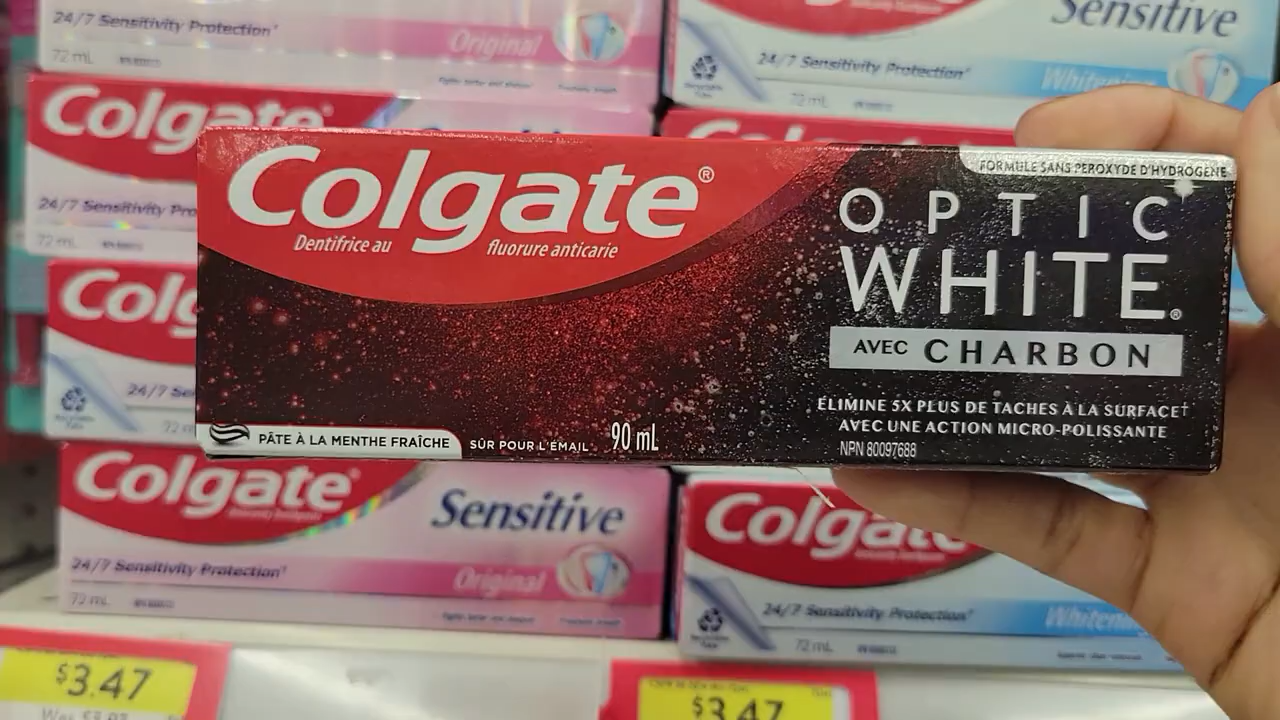 24/7 Sensitivity Protection†
Original
72 mL
Sensitive
24/7 Sensitivity Protection†
Whitening
72 mL
Colgate®
24/7 Sensitivity Pro
72 mL
Colgate®
Dentifrice au fluorure anticarie
FORMULE SANS PEROXYDE D'HYDROGÈNE
OPTIC
WHITE®
AVEC CHARBON
ÉLIMINE 5X PLUS DE TACHES À LA SURFACE†
AVEC UNE ACTION MICRO-POLISSANTE
NPN 80097688
PÂTE À LA MENTHE FRAÎCHE
SÛR POUR L'ÉMAIL
90 mL
Colg
24/7 Se
72 m
Colgate®
Sensitive
24/7 Sensitivity Protection†
Original
72 mL
Colgate
24/7 Sensitivity Protection†
Whiteni
72 mL
$3.47
$3.47